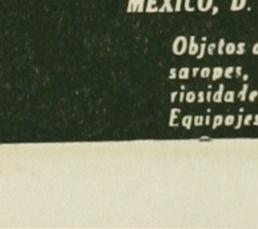 MEXICO, D.
Objetos
sarapes,
riosidade
Equipajes